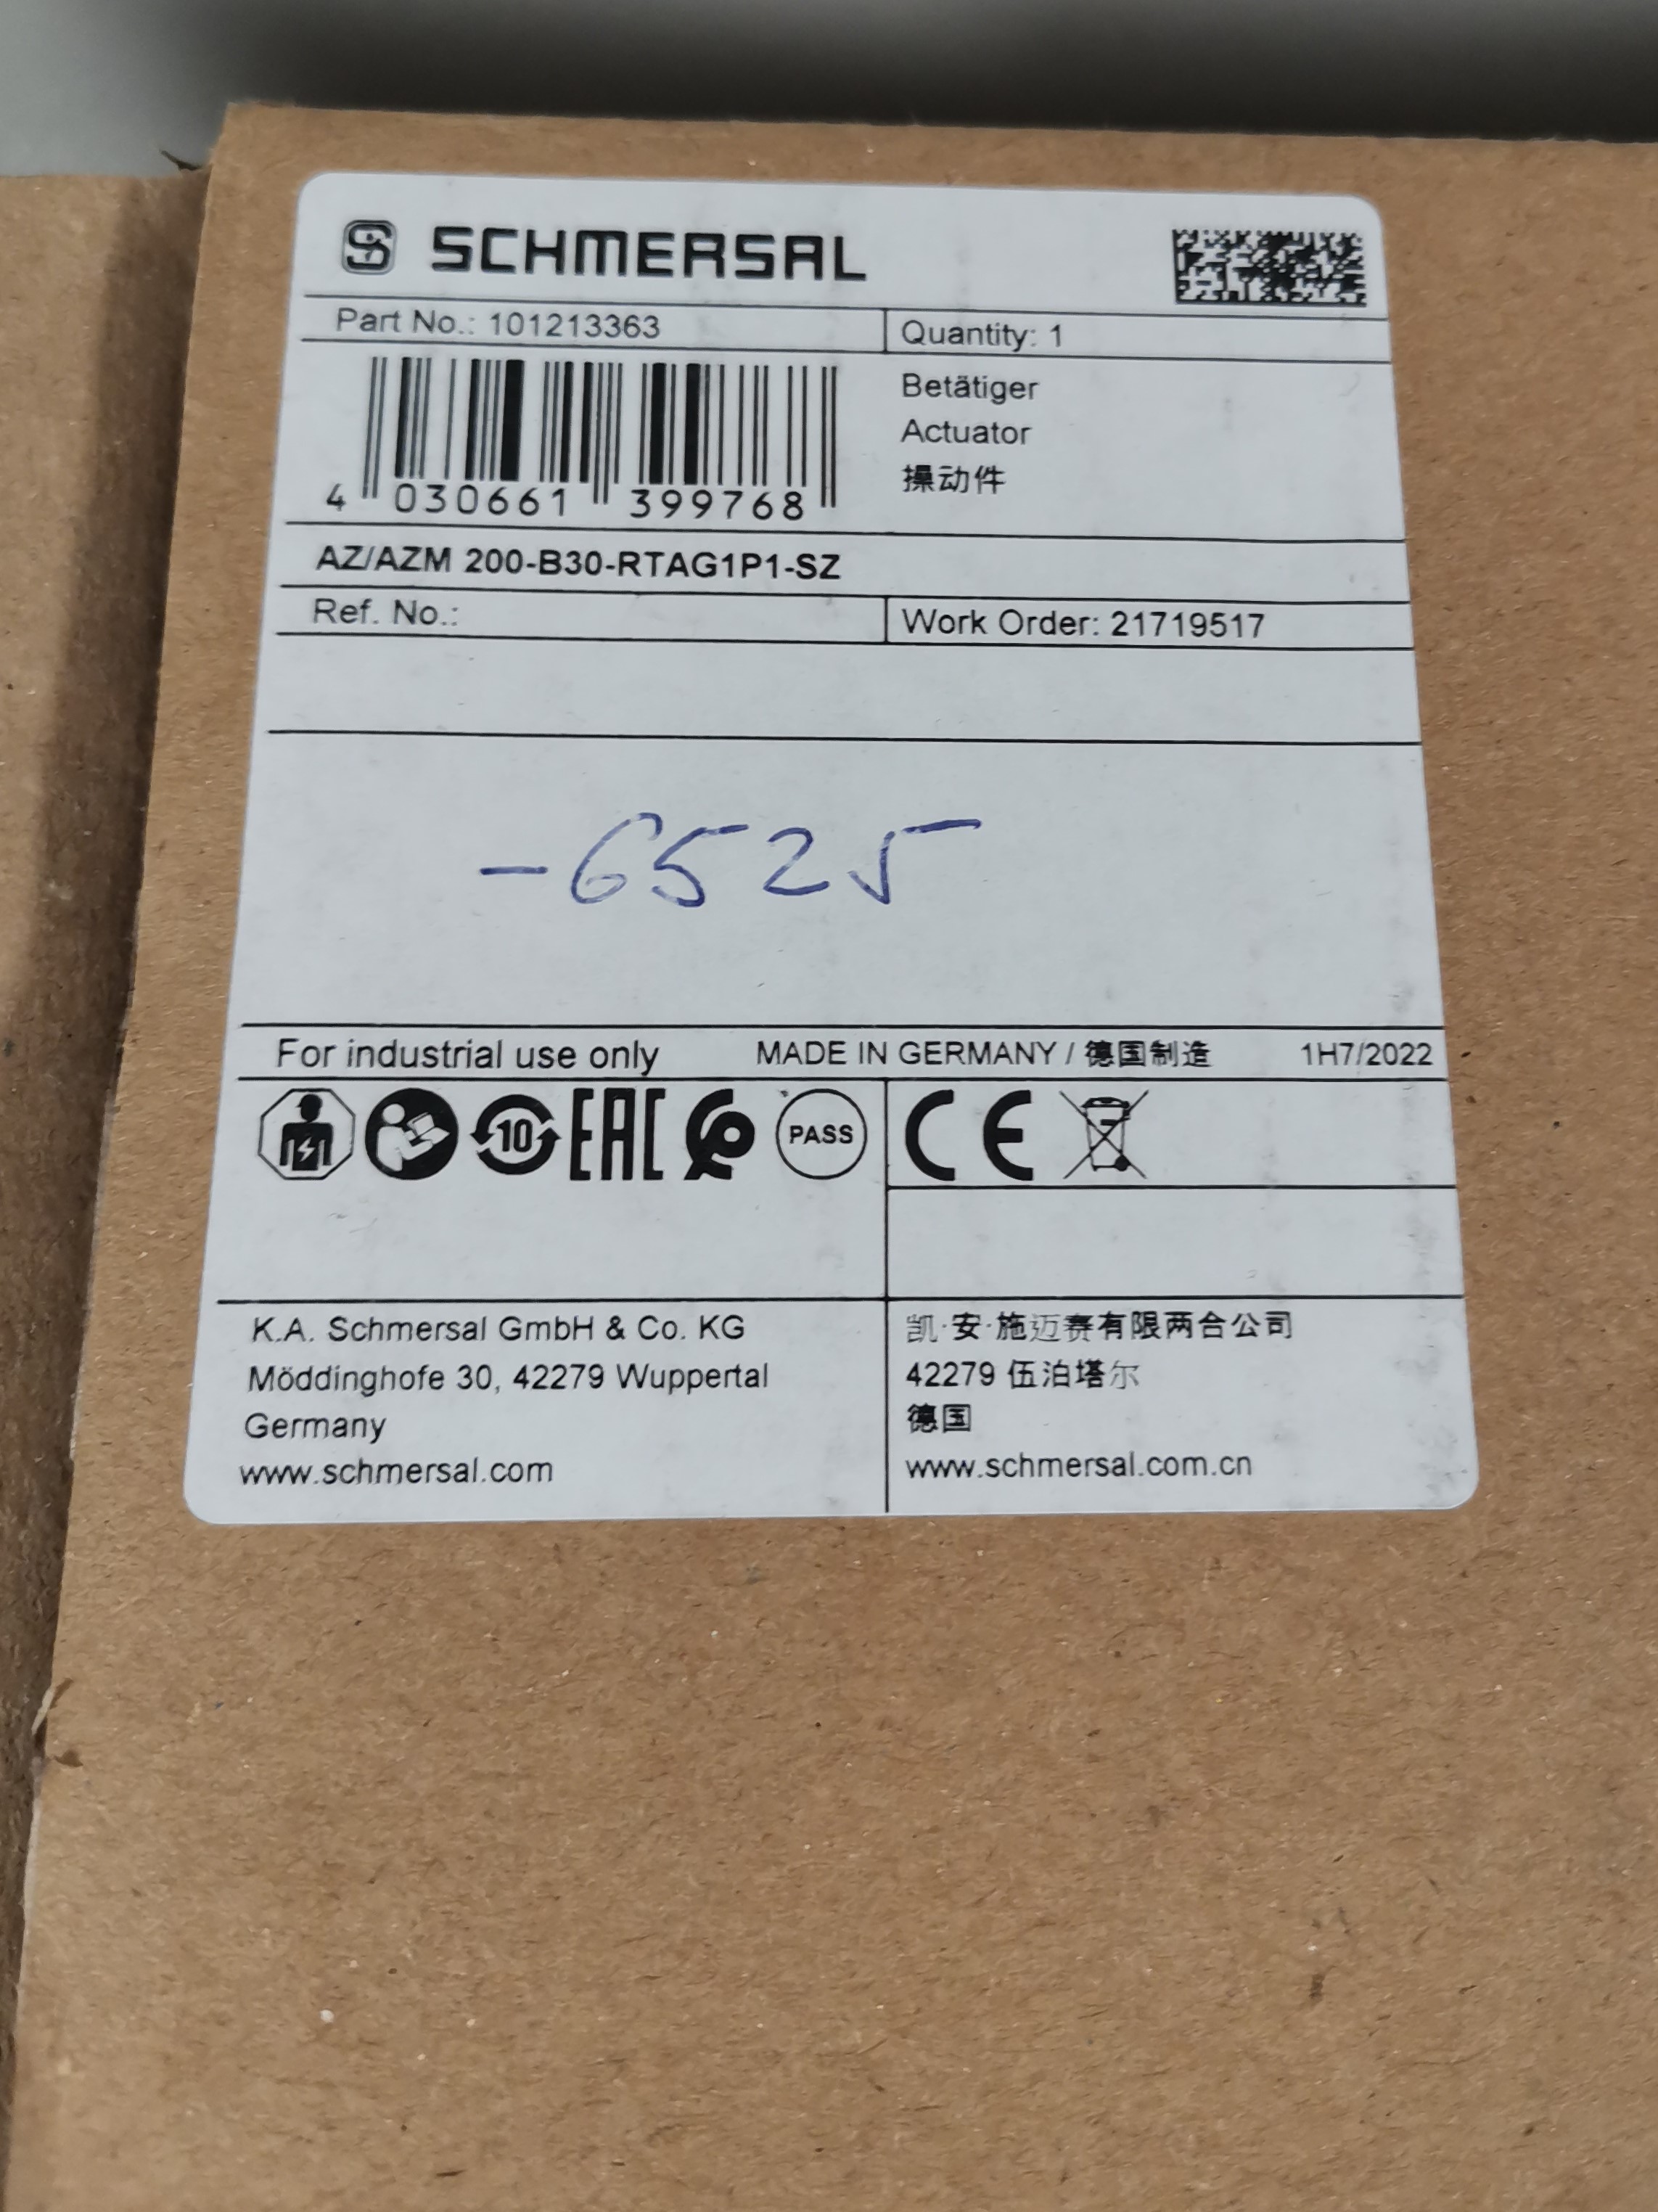 SCHMERSAL
Part No.: 101213363
Quantity: 1
Betätiger
Actuator
操动件
4 030661 399768
AZ/AZM 200-B30-RTAG1P1-SZ
Ref. No.:
Work Order: 21719517
-6525
For industrial use only
MADE IN GERMANY / 德国制造
1H7/2022
10
EAC
PASS
CE
K.A. Schmersal GmbH & Co. KG
Möddinghofe 30, 42279 Wuppertal
Germany
www.schmersal.com
凯·安·施迈赛有限两合公司
42279 伍泊塔尔
德国
www.schmersal.com.cn